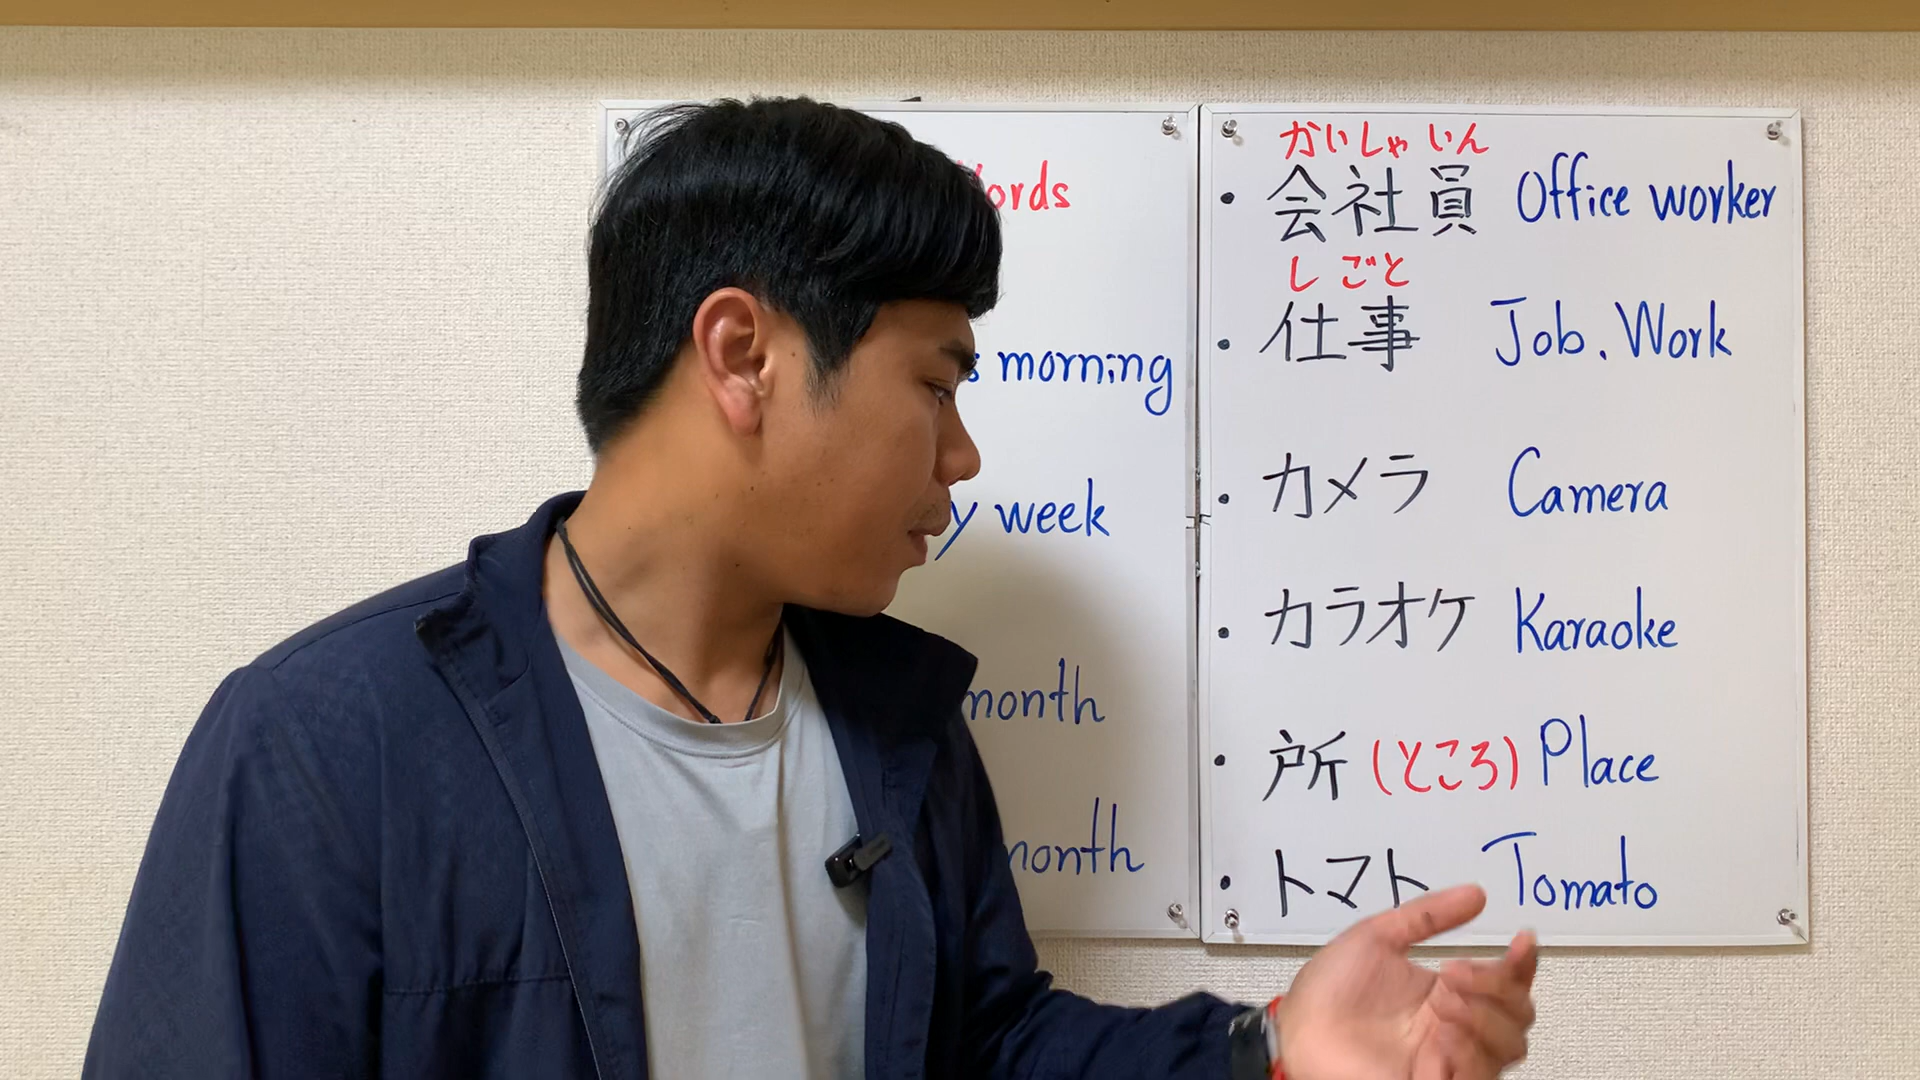 ords
morning
y week
month
month
かいしゃいん
・会社員 Office worker
しごと
・仕事 Job. Work
・カメラ Camera
・カラオケ Karaoke
・所(ところ) Place
・トマト Tomato